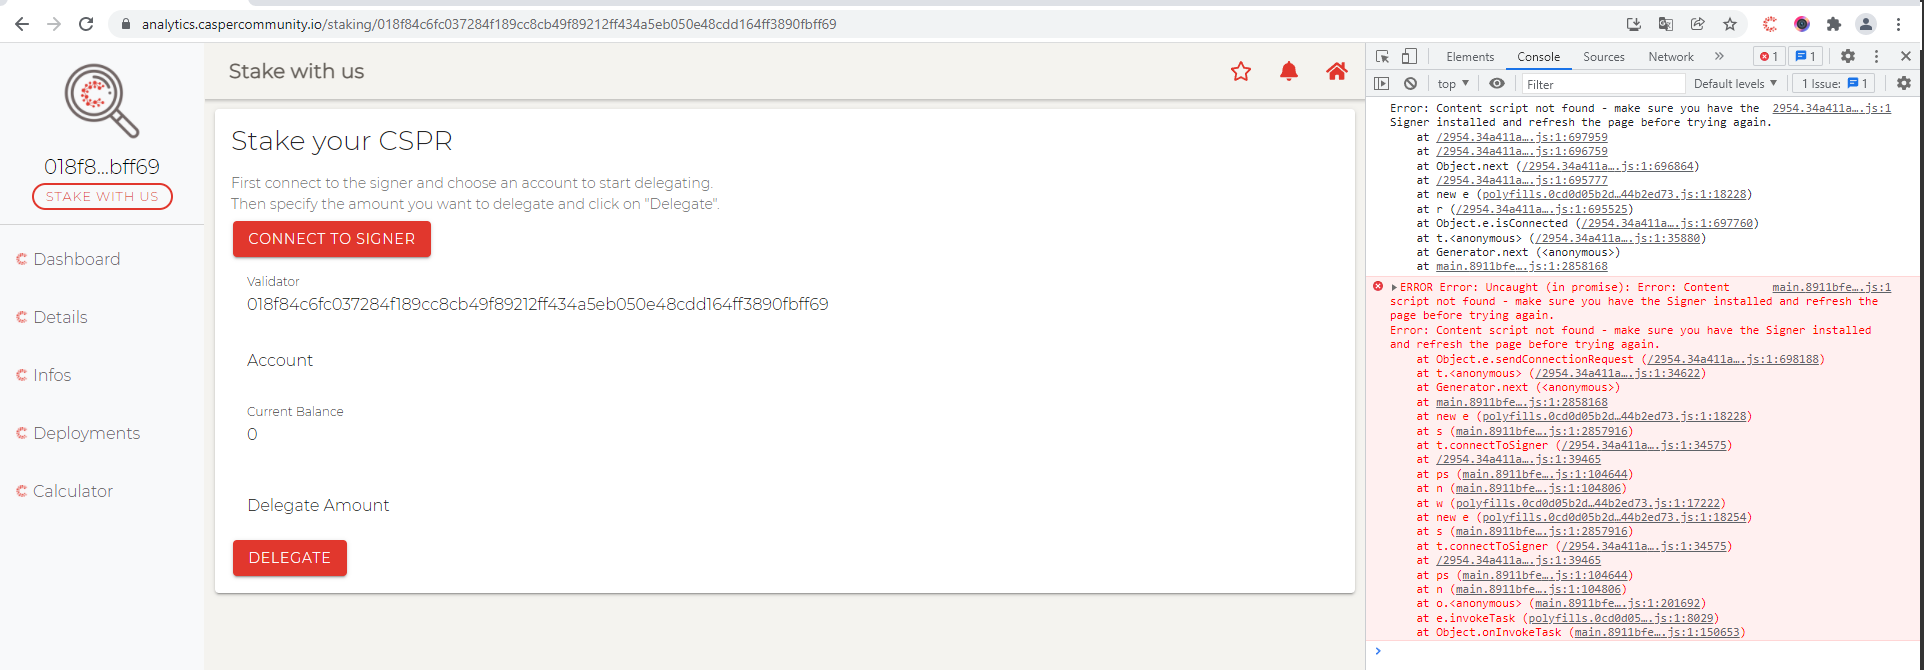 analytics.caspercommunity.io/staking/018f84c6fc037284f189cc8cb49f89212ff434a5eb050e48cdd164ff3890fbff69
018f8...bff69
STAKE WITH US
Dashboard
Details
Infos
Deployments
Calculator
Stake with us
Stake your CSPR
First connect to the signer and choose an account to start delegating.
Then specify the amount you want to delegate and click on "Delegate".
CONNECT TO SIGNER
Validator
018f84c6fc037284f189cc8cb49f89212ff434a5eb050e48cdd164ff3890fbff69
Account
Current Balance
0
Delegate Amount
DELEGATE
Elements Console Sources Network » 1 1
top Filter Default levels 1 Issue: 1
Error: Content script not found - make sure you have the 2954.34a411a….js:1
Signer installed and refresh the page before trying again.
at /2954.34a411a….js:1:697959
at /2954.34a411a….js:1:696759
at Object.next (/2954.34a411a….js:1:696864)
at /2954.34a411a….js:1:695777
at new e (polyfills.0cd0d05b2d…44b2ed73.js:1:18228)
at r (/2954.34a411a….js:1:695525)
at Object.e.isConnected (/2954.34a411a….js:1:697760)
at t.<anonymous> (/2954.34a411a….js:1:35880)
at Generator.next (<anonymous>)
at main.8911bfe….js:1:2858168
ERROR Error: Uncaught (in promise): Error: Content main.8911bfe….js:1
script not found - make sure you have the Signer installed and refresh the
page before trying again.
Error: Content script not found - make sure you have the Signer installed
and refresh the page before trying again.
at Object.e.sendConnectionRequest (/2954.34a411a….js:1:698188)
at t.<anonymous> (/2954.34a411a….js:1:34622)
at Generator.next (<anonymous>)
at main.8911bfe….js:1:2858168
at new e (polyfills.0cd0d05b2d…44b2ed73.js:1:18228)
at s (main.8911bfe….js:1:2857916)
at t.connectToSigner (/2954.34a411a….js:1:34575)
at /2954.34a411a….js:1:39465
at ps (main.8911bfe….js:1:104644)
at n (main.8911bfe….js:1:104806)
at w (polyfills.0cd0d05b2d…44b2ed73.js:1:17222)
at new e (polyfills.0cd0d05b2d…44b2ed73.js:1:18254)
at s (main.8911bfe….js:1:2857916)
at t.connectToSigner (/2954.34a411a….js:1:34575)
at /2954.34a411a….js:1:39465
at ps (main.8911bfe….js:1:104644)
at n (main.8911bfe….js:1:104806)
at o.<anonymous> (main.8911bfe….js:1:201692)
at e.invokeTask (polyfills.0cd0d05….js:1:8029)
at Object.onInvokeTask (main.8911bfe….js:1:150653)